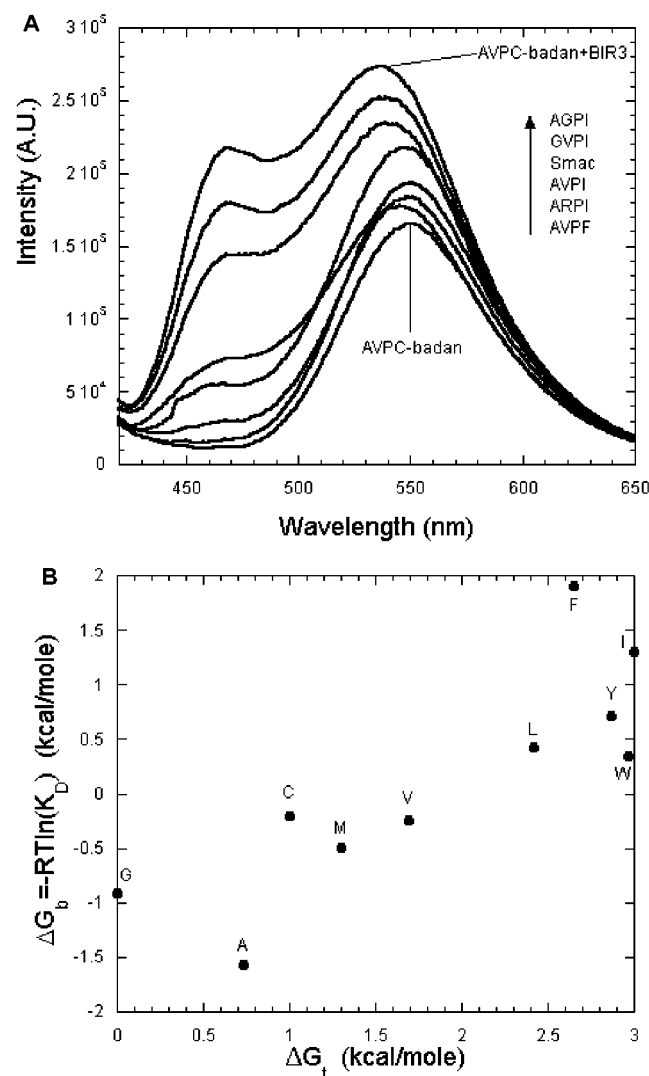 A
3 10⁵
2.5 10⁵
2 10⁵
1.5 10⁵
1 10⁵
5 10⁴
0
Intensity (A.U.)
AVPC-badan+BIR3
AGPI
GVPI
Smac
AVPI
ARPI
AVPF
AVPC-badan
450 500 550 600 650
Wavelength (nm)
B
2
1.5
1
0.5
0
-0.5
-1
-1.5
-2
ΔG_b =-RTln(K_D) (kcal/mole)
F
I
Y
L
W
C
V
M
G
A
0 0.5 1 1.5 2 2.5 3
ΔG_t (kcal/mole)